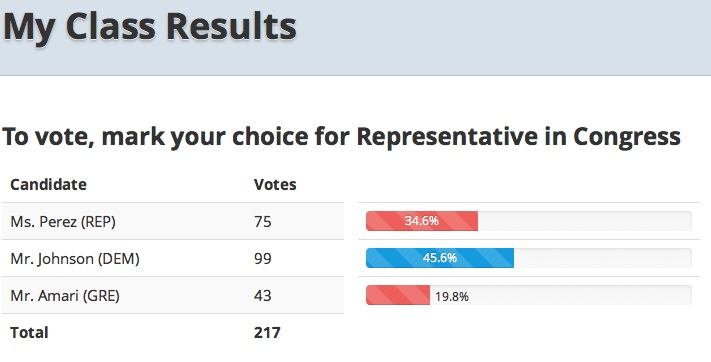 My Class Results
To vote, mark your choice for Representative in Congress
Candidate Votes
Ms. Perez (REP) 75 34.6%
Mr. Johnson (DEM) 99 45.6%
Mr. Amari (GRE) 43 19.8%
Total 217